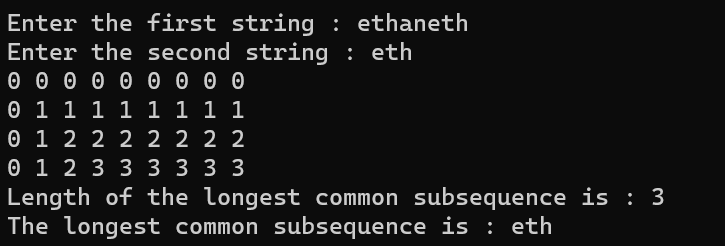 Enter the first string : ethaneth
Enter the second string : eth
0 0 0 0 0 0 0 0 0
0 1 1 1 1 1 1 1 1
0 1 2 2 2 2 2 2 2
0 1 2 3 3 3 3 3 3
Length of the longest common subsequence is : 3
The longest common subsequence is : eth